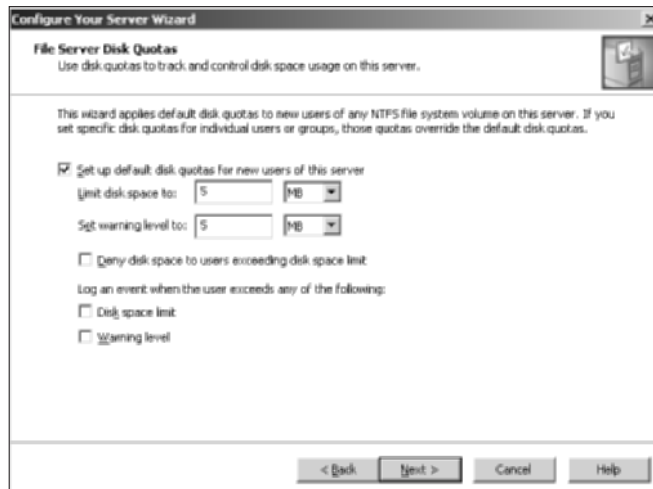 Configure Your Server Wizard
File Server Disk Quotas
Use disk quotas to track and control disk space usage on this server.
This wizard applies default disk quotas to new users of any NTFS file system volume on this server. If you
set specific disk quotas for individual users or groups, those quotas override the default disk quotas.
Set up default disk quotas for new users of this server
Limit disk space to: 5 MB
Set warning level to: 5 MB
Deny disk space to users exceeding disk space limit
Log an event when the user exceeds any of the following:
Disk space limit
Warning level
< Back Next > Cancel Help